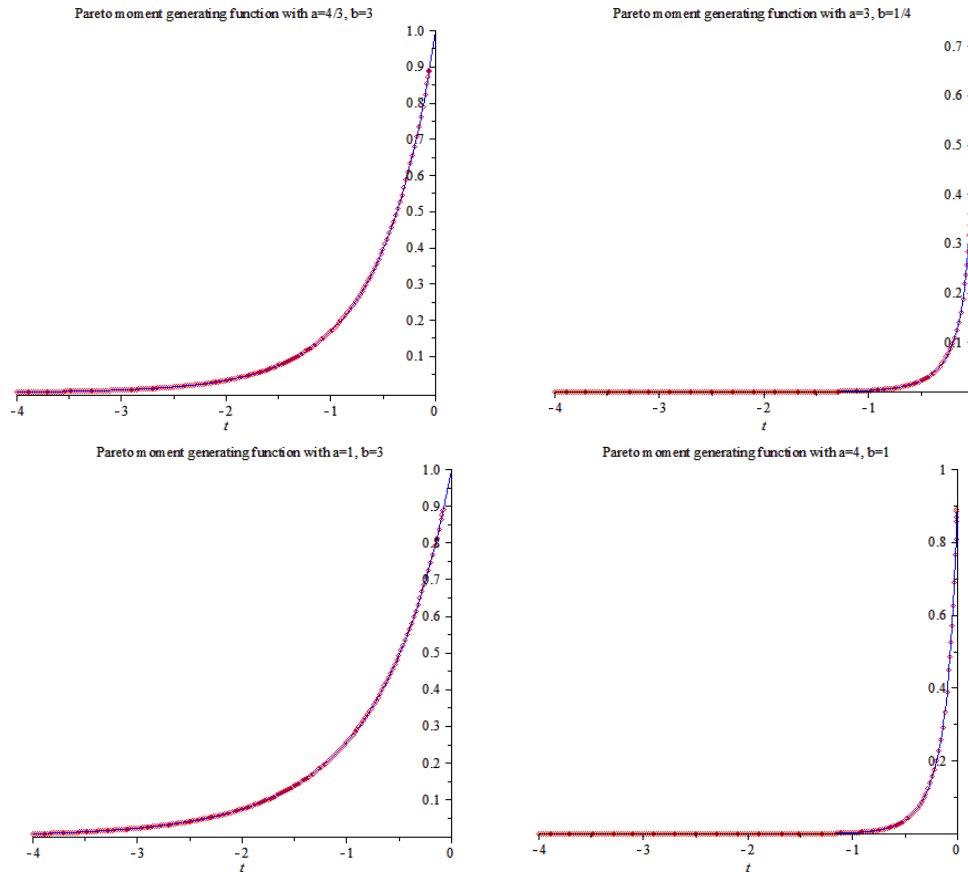 Pareto moment generating function with a=4/3, b=3
1.0
0.9
0.8
0.7
0.6
0.5
0.4
0.3
0.2
0.1
-4 -3 -2 -1 0
t
Pareto moment generating function with a=3, b=1/4
0.7
0.6
0.5
0.4
0.3
0.2
0.1
-4 -3 -2 -1
t
Pareto moment generating function with a=1, b=3
1.0
0.9
0.8
0.7
0.6
0.5
0.4
0.3
0.2
0.1
-4 -3 -2 -1 0
t
Pareto moment generating function with a=4, b=1
1
0.8
0.6
0.4
0.2
-4 -3 -2 -1 0
t